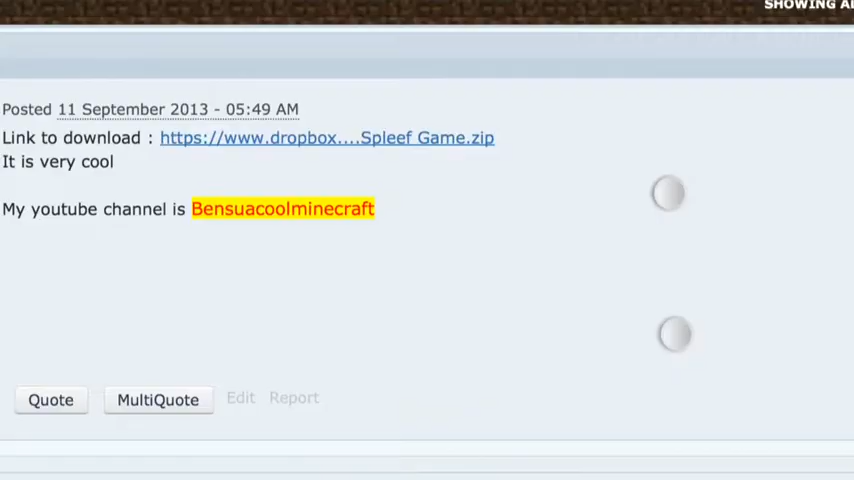 SHOWING
Posted 11 September 2013 - 05:49 AM
Link to download : https://www.dropbox....Spleef Game.zip
It is very cool
My youtube channel is Bensuacoolminecraft
Quote MultiQuote Edit Report